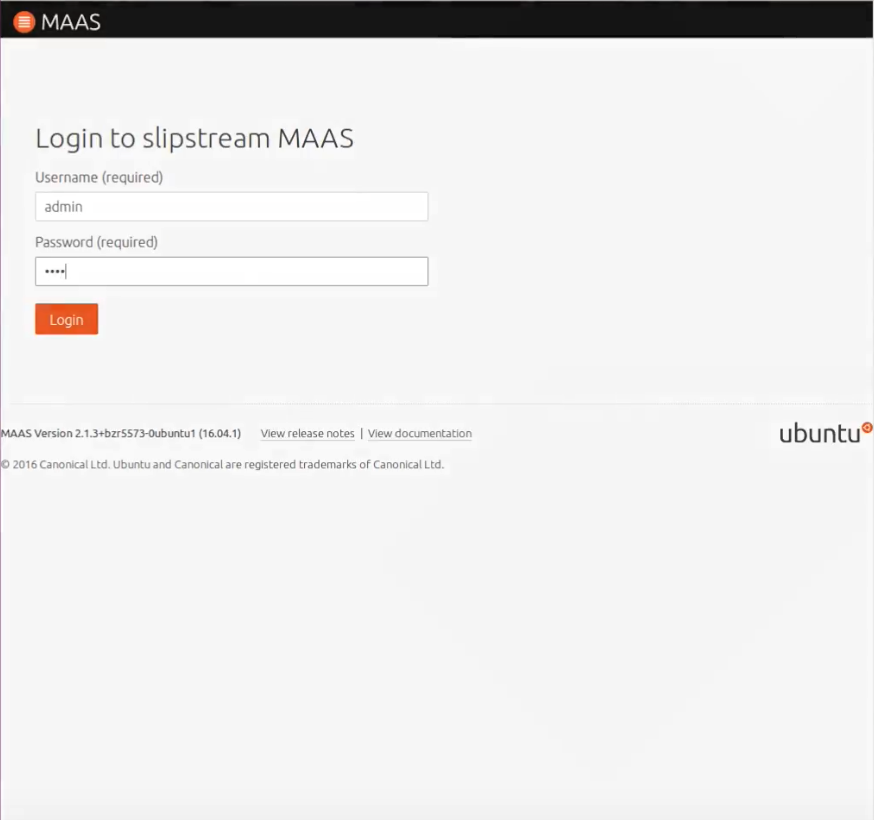 MAAS
Login to slipstream MAAS
Username (required)
admin
Password (required)
••••
Login
MAAS Version 2.1.3+bzr5573-0ubuntu1 (16.04.1) View release notes | View documentation
ubuntu
© 2016 Canonical Ltd. Ubuntu and Canonical are registered trademarks of Canonical Ltd.